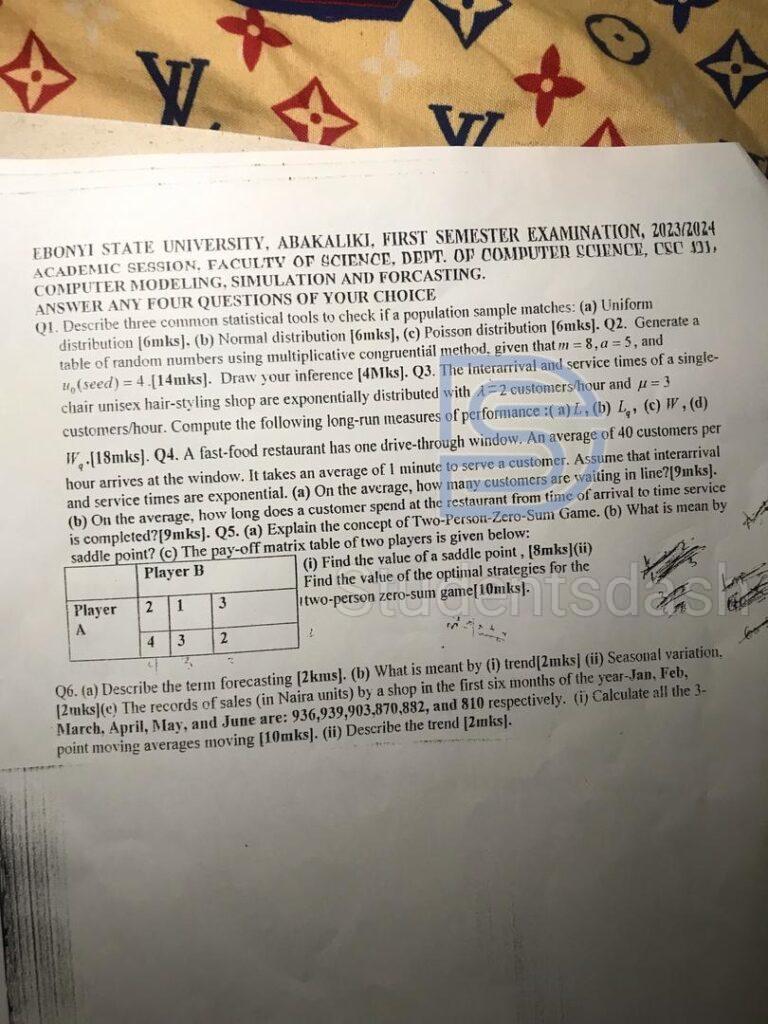 EBONYI STATE UNIVERSITY, ABAKALIKI, FIRST SEMESTER EXAMINATION, 2023/2024
ACADEMIC SESSION, FACULTY OF SCIENCE, DEPT. OF COMPUTER SCIENCE, CSC 431,
COMPUTER MODELING, SIMULATION AND FORCASTING.
ANSWER ANY FOUR QUESTIONS OF YOUR CHOICE
Q1. Describe three common statistical tools to check if a population sample matches: (a) Uniform
distribution [6mks]. (b) Normal distribution [6mks], (c) Poisson distribution [6mks]. Q2. Generate a
table of random numbers using multiplicative congruential method, given that m = 8, a = 5, and
u₀(seed) = 4 .[14mks]. Draw your inference [4Mks]. Q3. The Interarrival and service times of a single-
chair unisex hair-styling shop are exponentially distributed with λ = 2 customers/hour and μ = 3
customers/hour. Compute the following long-run measures of performance :( a) L, (b) Lq, (c) W, (d)
Wq.[18mks]. Q4. A fast-food restaurant has one drive-through window. An average of 40 customers per
hour arrives at the window. It takes an average of 1 minute to serve a customer. Assume that interarrival
and service times are exponential. (a) On the average, how many customers are waiting in line?[9mks].
(b) On the average, how long does a customer spend at the restaurant from time of arrival to time service
is completed?[9mks]. Q5. (a) Explain the concept of Two-Person-Zero-Sum Game. (b) What is mean by
saddle point? (c) The pay-off matrix table of two players is given below:
Player B
Player A
2 1 3
4 3 2
(i) Find the value of a saddle point , [8mks](ii)
Find the value of the optimal strategies for the
two-person zero-sum game[10mks].
Studentsdash
Q6. (a) Describe the term forecasting [2kms]. (b) What is meant by (i) trend[2mks] (ii) Seasonal variation,
[2mks](c) The records of sales (in Naira units) by a shop in the first six months of the year-Jan, Feb,
March, April, May, and June are: 936,939,903,870,882, and 810 respectively. (i) Calculate all the 3-
point moving averages moving [10mks]. (ii) Describe the trend [2mks].